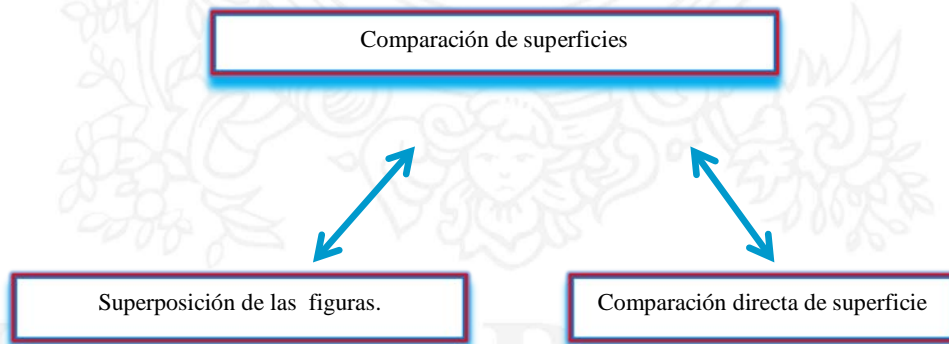 Comparación de superficies
Superposición de las figuras.
Comparación directa de superficie